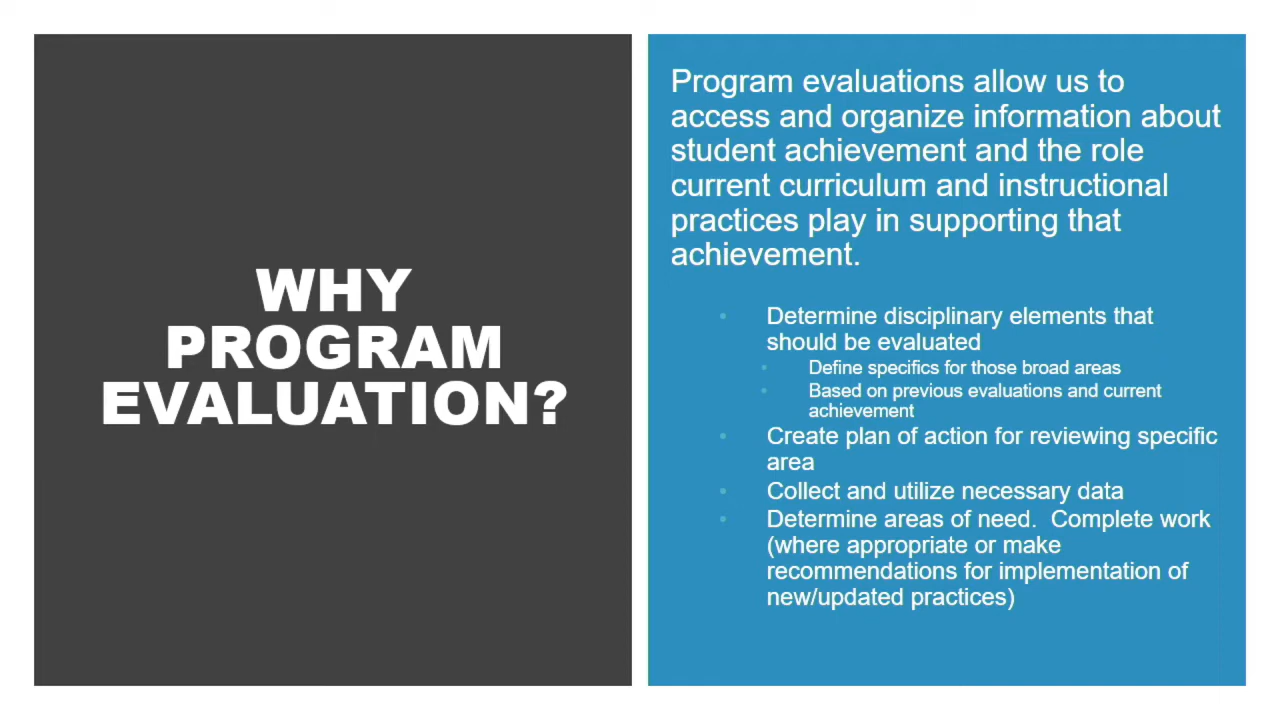 WHY
PROGRAM
EVALUATION?
Program evaluations allow us to
access and organize information about
student achievement and the role
current curriculum and instructional
practices play in supporting that
achievement.
Determine disciplinary elements that
should be evaluated
Define specifics for those broad areas
Based on previous evaluations and current
achievement
Create plan of action for reviewing specific
area
Collect and utilize necessary data
Determine areas of need.  Complete work
(where appropriate or make
recommendations for implementation of
new/updated practices)